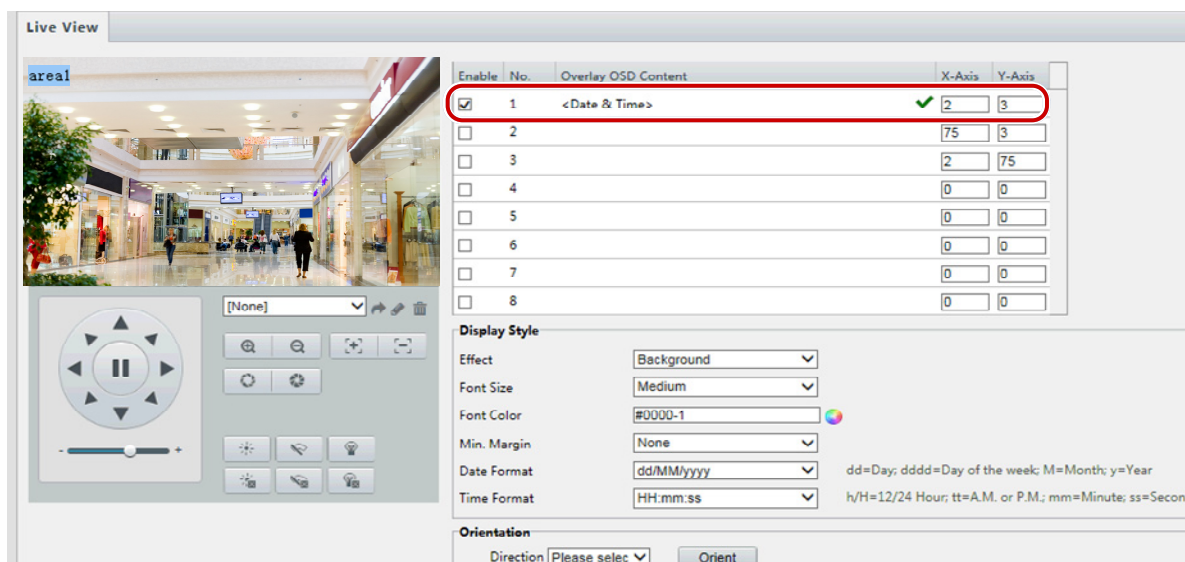 Live View
area1
Enable No. Overlay OSD Content X-Axis Y-Axis
1 <Date & Time> 2 3
2 75 3
3 2 75
4 0 0
5 0 0
6 0 0
7 0 0
8 0 0
[None]
- +
Display Style
Effect Background
Font Size Medium
Font Color #0000-1
Min. Margin None
Date Format dd/MM/yyyy dd=Day; dddd=Day of the week; M=Month; y=Year
Time Format HH:mm:ss h/H=12/24 Hour; tt=A.M. or P.M.; mm=Minute; ss=Secon
Orientation
Direction Please selec Orient